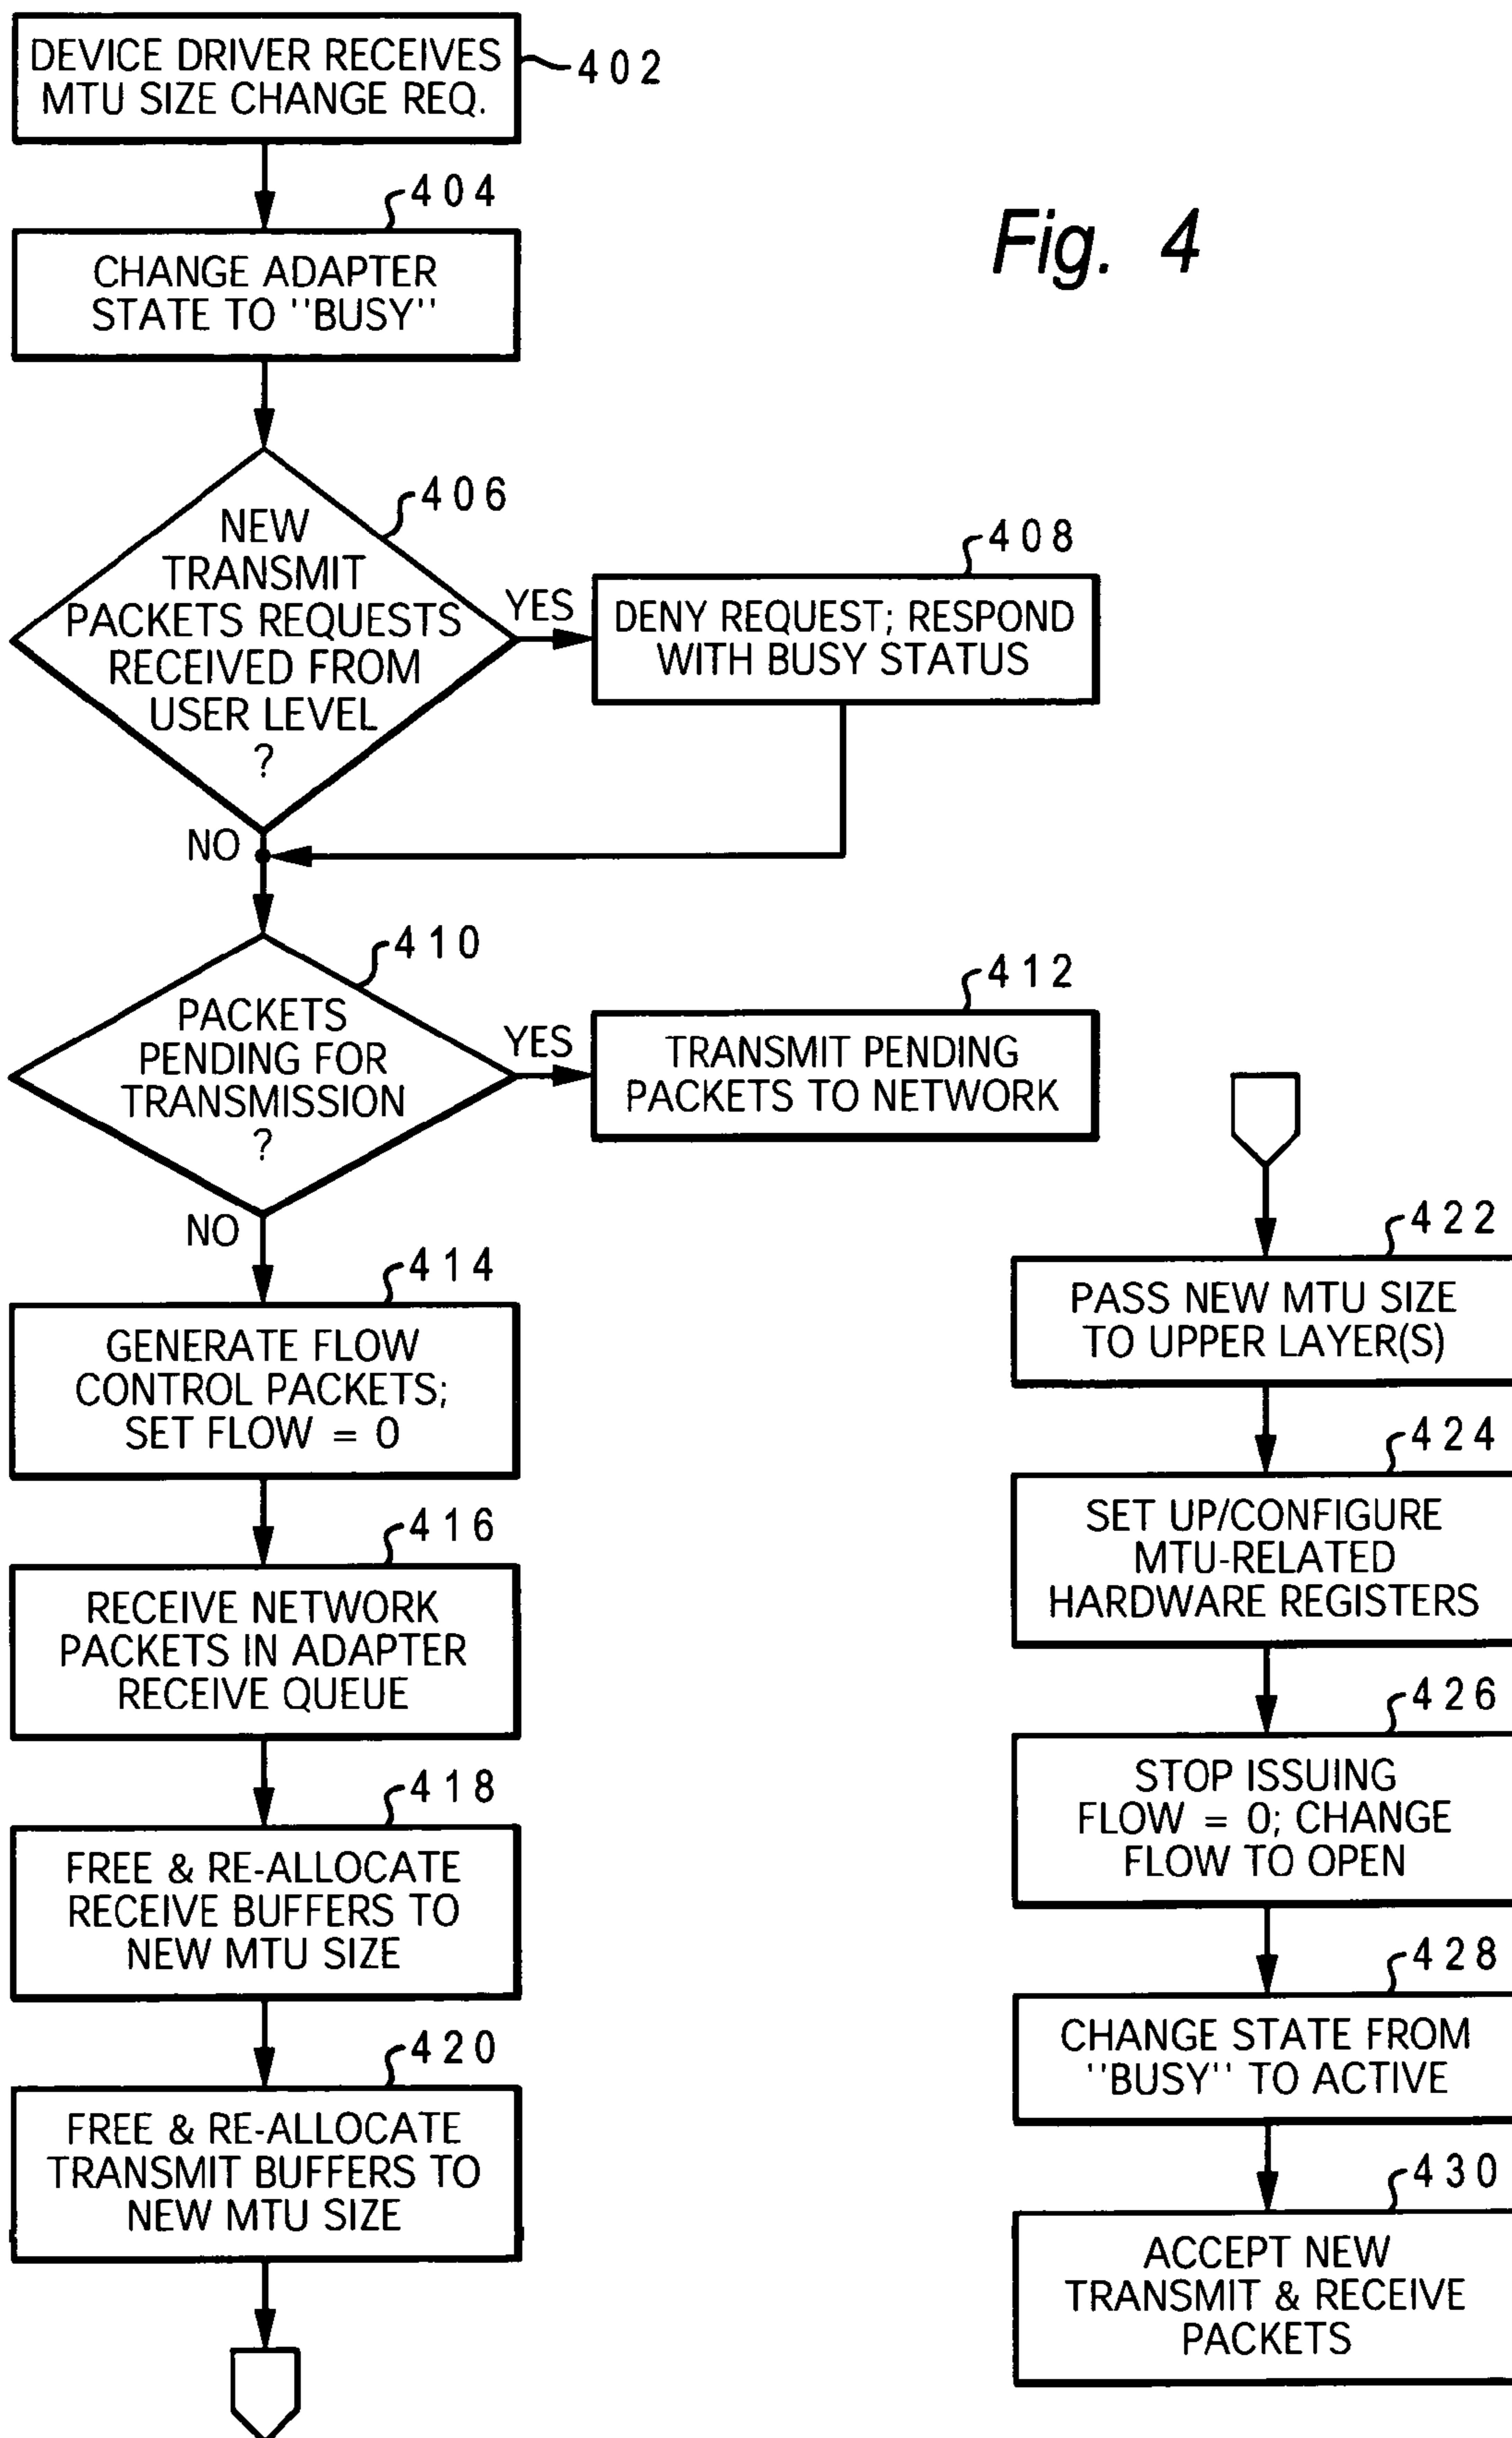 DEVICE DRIVER RECEIVES
MTU SIZE CHANGE REQ.
402
404
CHANGE ADAPTER
STATE TO "BUSY"
Fig. 4
406
NEW
TRANSMIT
PACKETS REQUESTS
RECEIVED FROM
USER LEVEL
?
YES
NO
408
DENY REQUEST; RESPOND
WITH BUSY STATUS
410
PACKETS
PENDING FOR
TRANSMISSION
?
YES
NO
412
TRANSMIT PENDING
PACKETS TO NETWORK
414
GENERATE FLOW
CONTROL PACKETS;
SET FLOW = 0
416
RECEIVE NETWORK
PACKETS IN ADAPTER
RECEIVE QUEUE
418
FREE & RE-ALLOCATE
RECEIVE BUFFERS TO
NEW MTU SIZE
420
FREE & RE-ALLOCATE
TRANSMIT BUFFERS TO
NEW MTU SIZE
422
PASS NEW MTU SIZE
TO UPPER LAYER(S)
424
SET UP/CONFIGURE
MTU-RELATED
HARDWARE REGISTERS
426
STOP ISSUING
FLOW = 0; CHANGE
FLOW TO OPEN
428
CHANGE STATE FROM
"BUSY" TO ACTIVE
430
ACCEPT NEW
TRANSMIT & RECEIVE
PACKETS